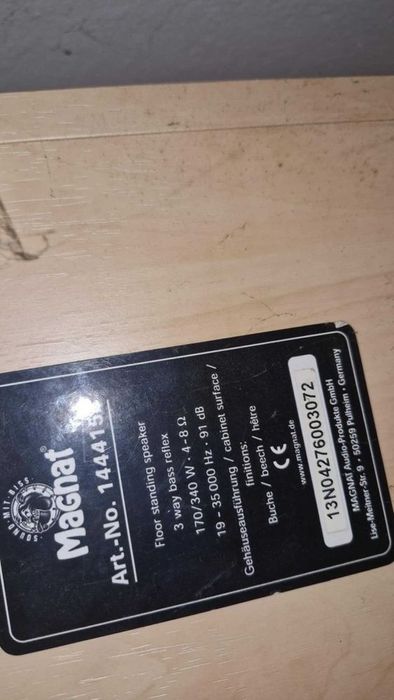 SOUND·MIT·BISS
Magnat®
Art.-No. 144415
Floor standing speaker
3 way bass reflex
170/340 W · 4 - 8 Ω
19 - 35000 Hz · 91 dB
Gehäuseausführung / cabinet surface /
finitions:
Buche / beech / hêtre
CE
www.magnat.de
13N04276003072
MAGNAT Audio-Produkte GmbH
Lise-Meitner-Str. 9 · 50259 Pulheim, Germany